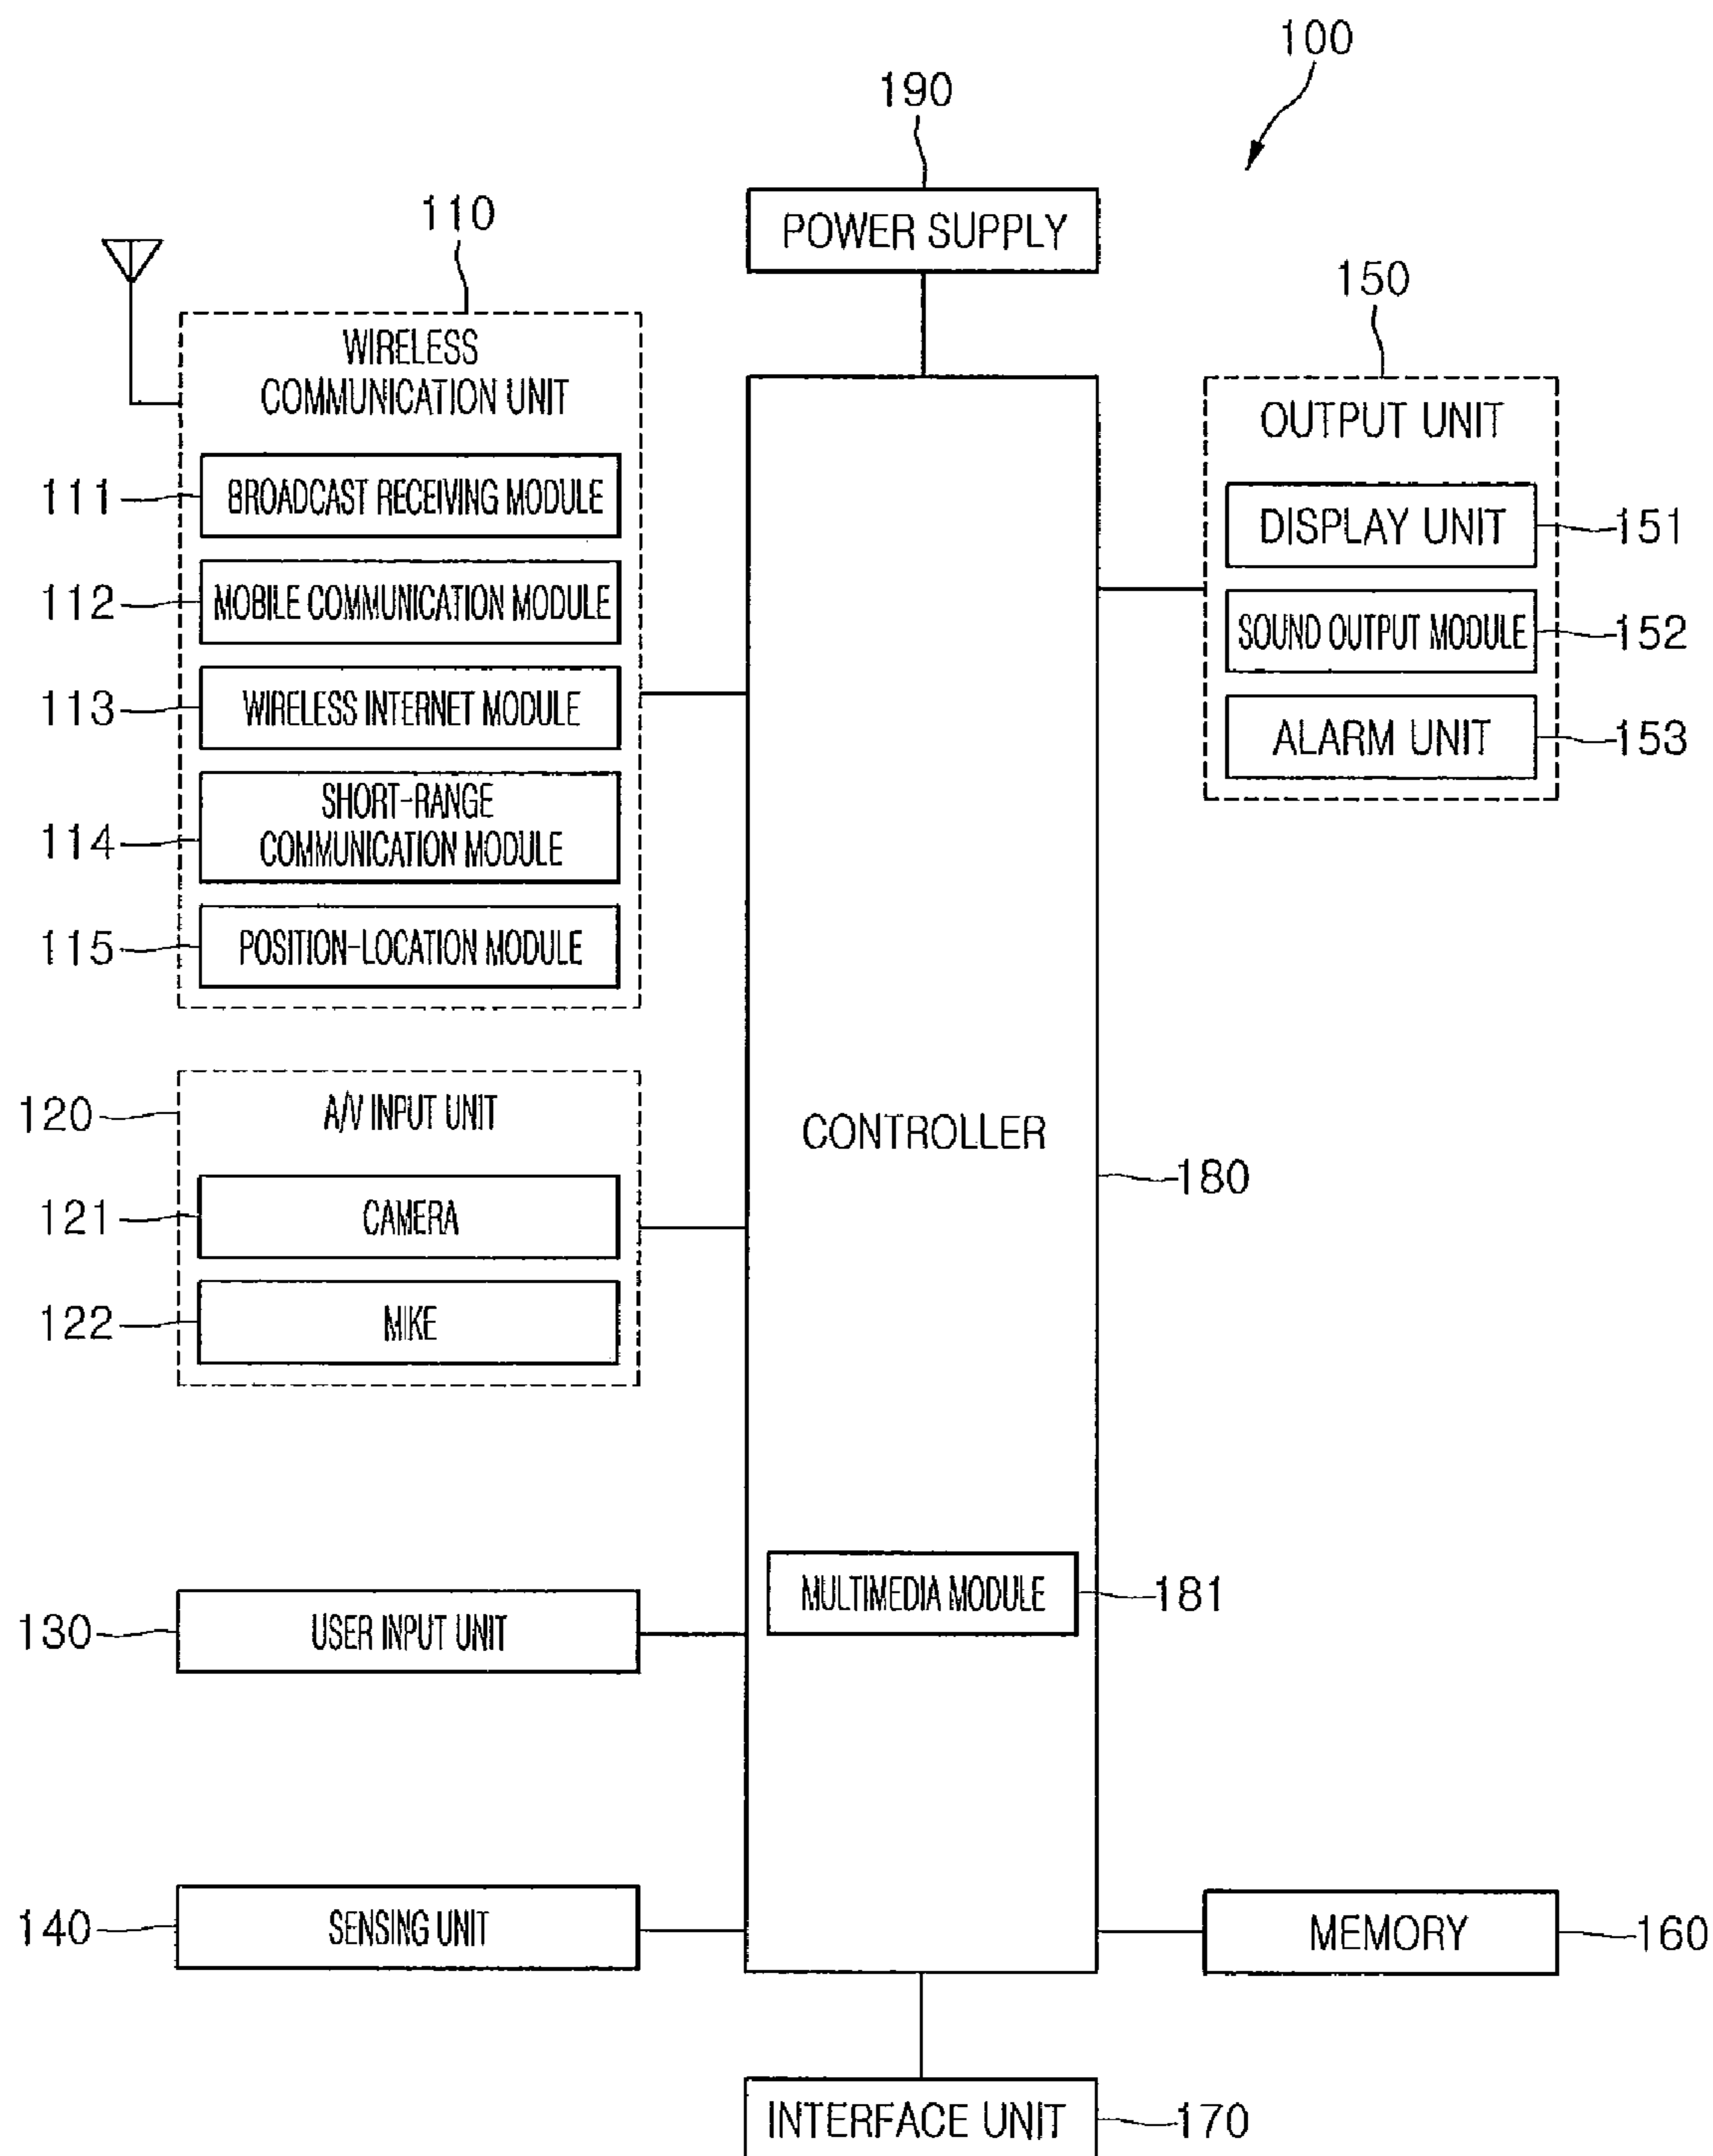 100
190
POWER SUPPLY
110
WIRELESS
COMMUNICATION UNIT
111
BROADCAST RECEIVING MODULE
112
MOBILE COMMUNICATION MODULE
113
WIRELESS INTERNET MODULE
114
SHORT-RANGE
COMMUNICATION MODULE
115
POSITION-LOCATION MODULE
120
A/V INPUT UNIT
121
CAMERA
122
MIKE
130
USER INPUT UNIT
140
SENSING UNIT
CONTROLLER
180
MULTIMEDIA MODULE
181
150
OUTPUT UNIT
DISPLAY UNIT
151
SOUND OUTPUT MODULE
152
ALARM UNIT
153
MEMORY
160
INTERFACE UNIT
170